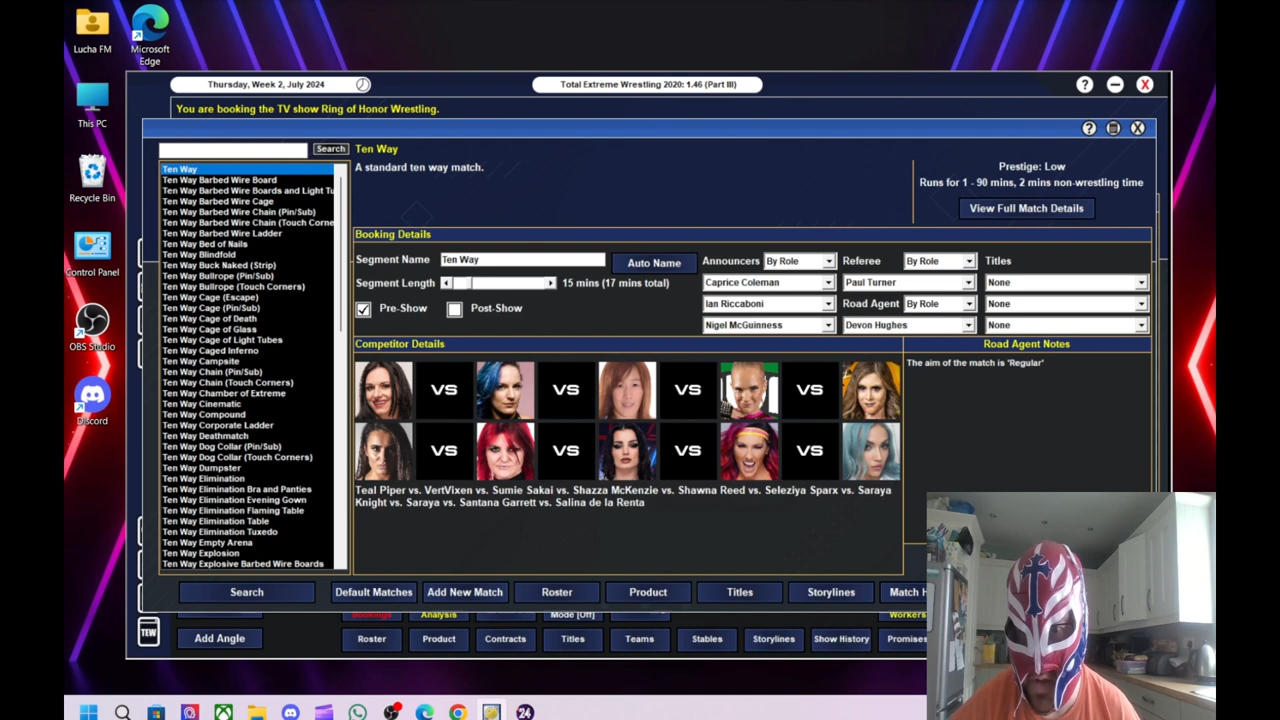 Lucha FM
Microsoft Edge
This PC
Recycle Bin
Control Panel
OBS Studio
Discord
Thursday, Week 2, July 2024
Total Extreme Wrestling 2020: 1.46 (Part III)
?
X
You are booking the TV show Ring of Honor Wrestling.
?
X
Search
Ten Way
A standard ten way match.
Prestige: Low
Runs for 1 - 90 mins, 2 mins non-wrestling time
View Full Match Details
Ten Way
Ten Way Barbed Wire Board
Ten Way Barbed Wire Boards and Light Tu
Ten Way Barbed Wire Cage
Ten Way Barbed Wire Chain (Pin/Sub)
Ten Way Barbed Wire Chain (Touch Corne
Ten Way Barbed Wire Ladder
Ten Way Bed of Nails
Ten Way Blindfold
Ten Way Buck Naked (Strip)
Ten Way Bullrope (Pin/Sub)
Ten Way Bullrope (Touch Corners)
Ten Way Cage (Escape)
Ten Way Cage (Pin/Sub)
Ten Way Cage of Death
Ten Way Cage of Glass
Ten Way Cage of Light Tubes
Ten Way Caged Inferno
Ten Way Campsite
Ten Way Chain (Pin/Sub)
Ten Way Chain (Touch Corners)
Ten Way Chamber of Extreme
Ten Way Cinematic
Ten Way Compound
Ten Way Corporate Ladder
Ten Way Deathmatch
Ten Way Dog Collar (Pin/Sub)
Ten Way Dog Collar (Touch Corners)
Ten Way Dumpster
Ten Way Elimination
Ten Way Elimination Bra and Panties
Ten Way Elimination Evening Gown
Ten Way Elimination Flaming Table
Ten Way Elimination Table
Ten Way Elimination Tuxedo
Ten Way Empty Arena
Ten Way Explosion
Ten Way Explosive Barbed Wire Boards
Booking Details
Segment Name Ten Way Auto Name Announcers By Role Referee By Role Titles
Segment Length 15 mins (17 mins total) Caprice Coleman Paul Turner None
Pre-Show Post-Show Ian Riccaboni Road Agent By Role None
Nigel McGuinness Devon Hughes None
Competitor Details
Road Agent Notes
The aim of the match is 'Regular'
VS VS VS VS
VS VS VS VS
Teal Piper vs. VertVixen vs. Sumie Sakai vs. Shazza McKenzie vs. Shawna Reed vs. Seleziya Sparx vs. Saraya
Knight vs. Saraya vs. Santana Garrett vs. Salina de la Renta
Search Default Matches Add New Match Roster Product Titles Storylines Match H
Bookings Analysis Mode [Off] Workers
TEW
Add Angle Roster Product Contracts Titles Teams Stables Storylines Show History Promises
24